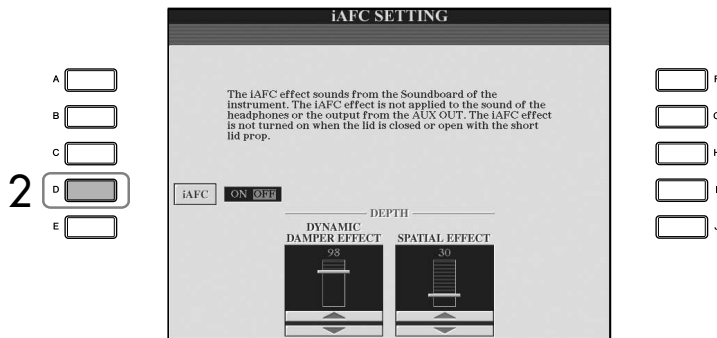 iAFC SETTING
The iAFC effect sounds from the Soundboard of the
instrument. The iAFC effect is not applied to the sound of the
headphones or the output from the AUX OUT. The iAFC effect
is not turned on when the lid is closed or open with the short
lid prop.
A
B
C
2 D
E
iAFC ON OFF
DEPTH
DYNAMIC
DAMPER EFFECT
SPATIAL EFFECT
98
30